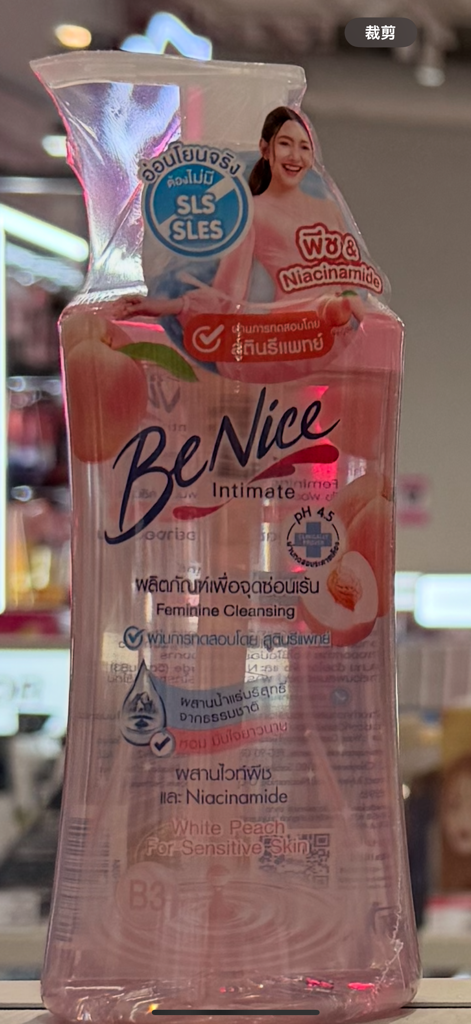 裁剪
อ่อนโยนจริง
ต้องไม่มี
SLS
SLES
พีช &
Niacinamide
ผ่านการทดสอบโดย
สูตินรีแพทย์
BeNice
Intimate
pH 4.5
CLINICALLY
PROVEN
ผลิตภัณฑ์เพื่อจุดซ่อนเร้น
Feminine Cleansing
ผ่านการทดสอบโดย สูตินรีแพทย์
ผสานน้ำแร่บริสุทธิ์
จากธรรมชาติ
หอม มั่นใจยาวนาน
ผสานไวท์พีช
และ Niacinamide
White Peach
For Sensitive Skin
B3